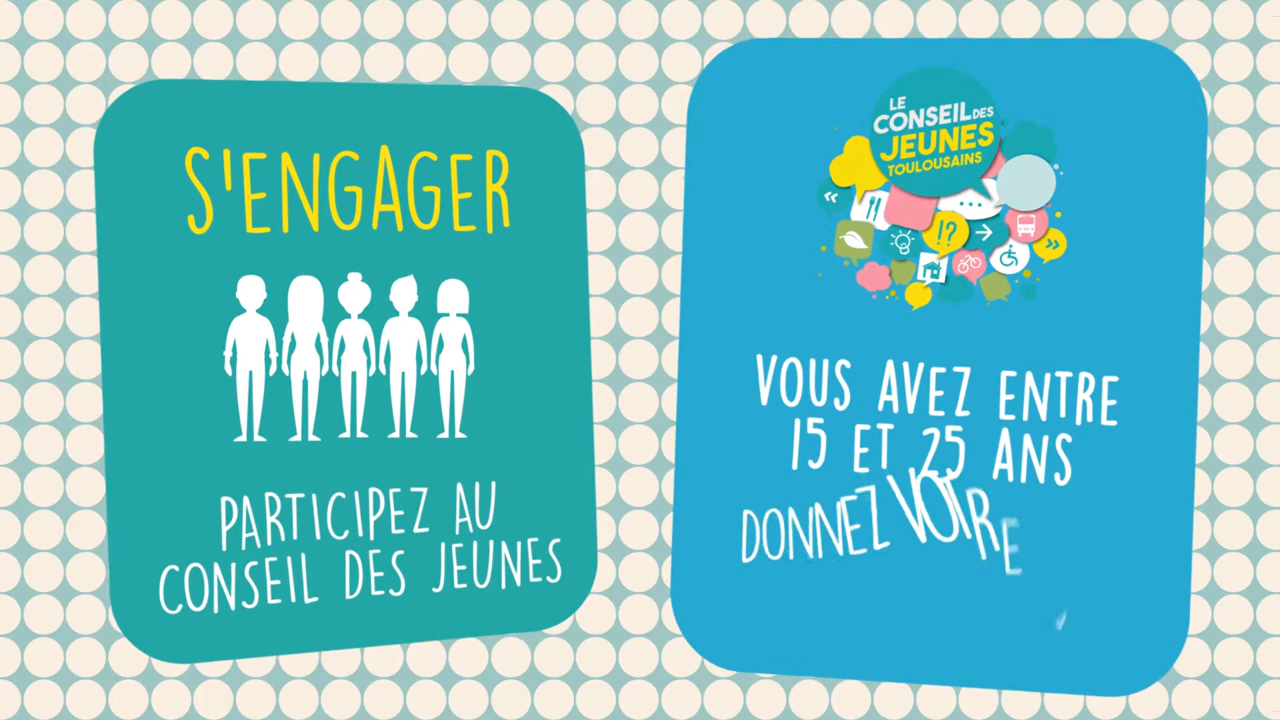 S'ENGAGER
PARTICIPEZ AU
CONSEIL DES JEUNES
LE
CONSEIL DES
JEUNES
TOULOUSAINS
!?
VOUS AVEZ ENTRE
15 ET 25 ANS
DONNEZ VOTRE